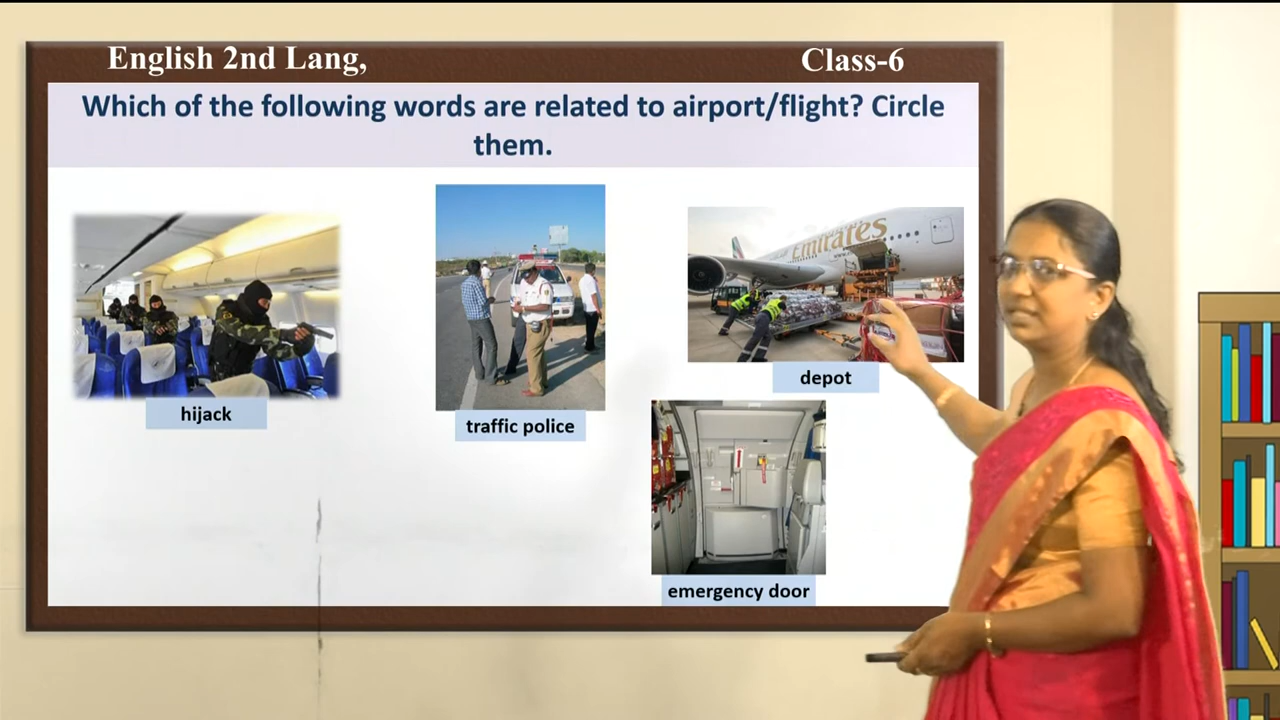 English 2nd Lang,
Class-6
Which of the following words are related to airport/flight? Circle
them.
Emirates
hijack
traffic police
depot
emergency door